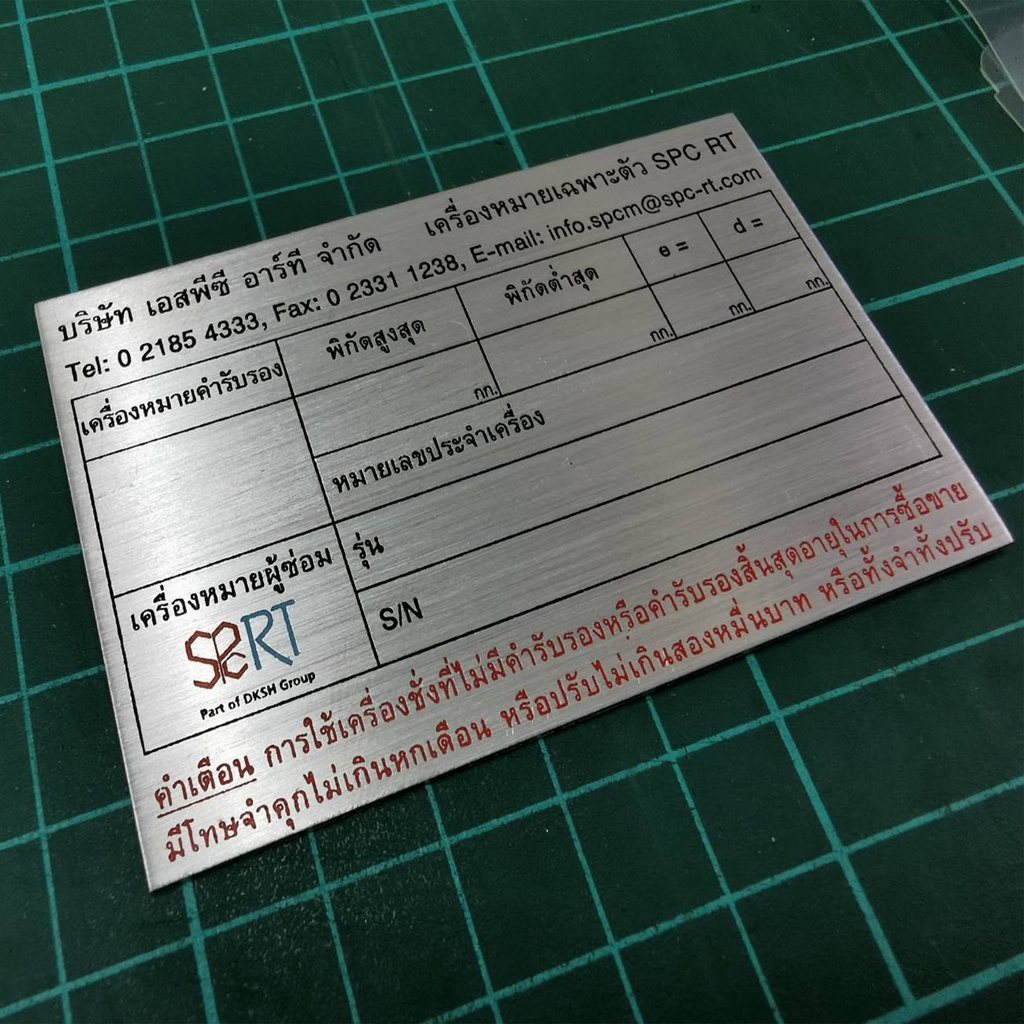 บริษัท เอสพีซี อาร์ที จำกัด เครื่องหมายเฉพาะตัว SPC RT
Tel: 0 2185 4333, Fax: 0 2331 1238, E-mail: info.spcm@spc-rt.com
เครื่องหมายคำรับรอง พิกัดสูงสุด พิกัดต่ำสุด e = d =
กก. กก. กก. กก.
หมายเลขประจำเครื่อง
เครื่องหมายผู้ซ่อม รุ่น
SPC RT S/N
Part of DKSH Group
คำเตือน การใช้เครื่องชั่งที่ไม่มีคำรับรองหรือคำรับรองสิ้นสุดอายุในการซื้อขาย
มีโทษจำคุกไม่เกินหกเดือน หรือปรับไม่เกินสองหมื่นบาท หรือทั้งจำทั้งปรับ